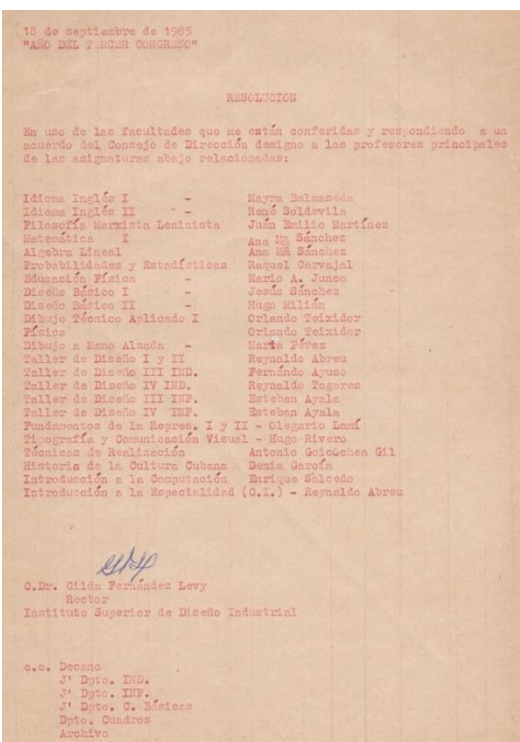 18 de septiembre de 1985
"AÑO DEL TERCER CONGRESO"
RESOLUCION
En uso de las facultades que me están conferidas y respondiendo a un
acuerdo del Consejo de Dirección designo a los profesores principales
de las asignaturas abajo relacionadas:
Idioma Inglés I - Mayra Balmaseda
Idioma Inglés II - René Soldevila
Filosofía Marxista Leninista Juan Emilio Martínez
Matemática I Ana Mª Sánchez
Algebra Lineal Ana Mª Sánchez
Probabilidades y Estadísticas Raquel Carvajal
Educación Física - Mario A. Junco
Diseño Básico I - Jesús Sánchez
Diseño Básico II - Hugo Milián
Dibujo Técnico Aplicado I Orlando Teixidor
Física Orlando Teixidor
Dibujo a Mano Alzada - Marta Pérez
Taller de Diseño I y II Reynaldo Abreu
Taller de Diseño III IND. Fernándo Ayuso
Taller de Diseño IV IND. Reynaldo Togores
Taller de Diseño III INF. Esteban Ayala
Taller de Diseño IV INF. Esteban Ayala
Fundamentos de la Repres. I y II - Olegario Lamí
Tipografía y Comunicación Visual - Hugo Rivero
Técnicas de Realización Antonio Goicochea Gil
Historia de la Cultura Cubana Denia García
Introducción a la Computación Enrique Salcedo
Introducción a la Especialidad (C.I.) - Reynaldo Abreu
C.Dr. Gilda Fernández Levy
Rector
Instituto Superior de Diseño Industrial
c.c. Decano
J' Dpto. IND.
J' Dpto. INF.
J' Dpto. C. Básicas
Dpto. Cuadros
Archivo